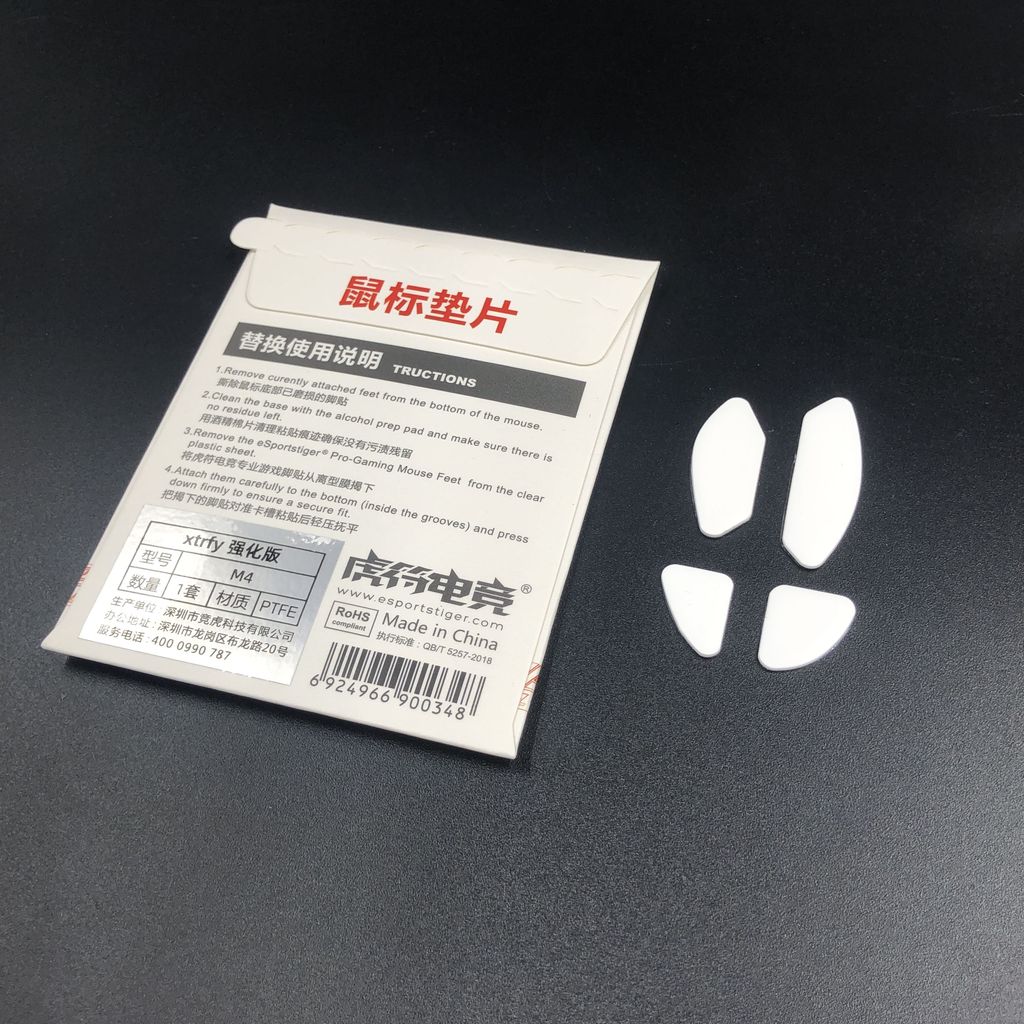 鼠标垫片
替换使用说明 TRUCTIONS
1.Remove curently attached feet from the bottom of the mouse.
撕除鼠标底部已磨损的脚贴
2.Clean the base with the alcohol prep pad and make sure there is
no residue left.
用酒精棉片清理粘贴痕迹确保没有污渍残留
3.Remove the eSportstiger® Pro-Gaming Mouse Feet from the clear
plastic sheet.
将虎符电竞专业游戏脚贴从离型膜揭下
4.Attach them carefully to the bottom (inside the grooves) and press
down firmly to ensure a secure fit.
把揭下的脚贴对准卡槽粘贴后轻压抚平
xtrfy 强化版
型号 M4
数量 1套 材质 PTFE
生产单位:深圳市竞虎科技有限公司
办公地址:深圳市龙岗区布龙路20号
服务电话:400 0990 787
虎符电竞®
www.esportstiger.com
RoHS
compliant
Made in China
执行标准:QB/T 5257-2018
6 924966 900348